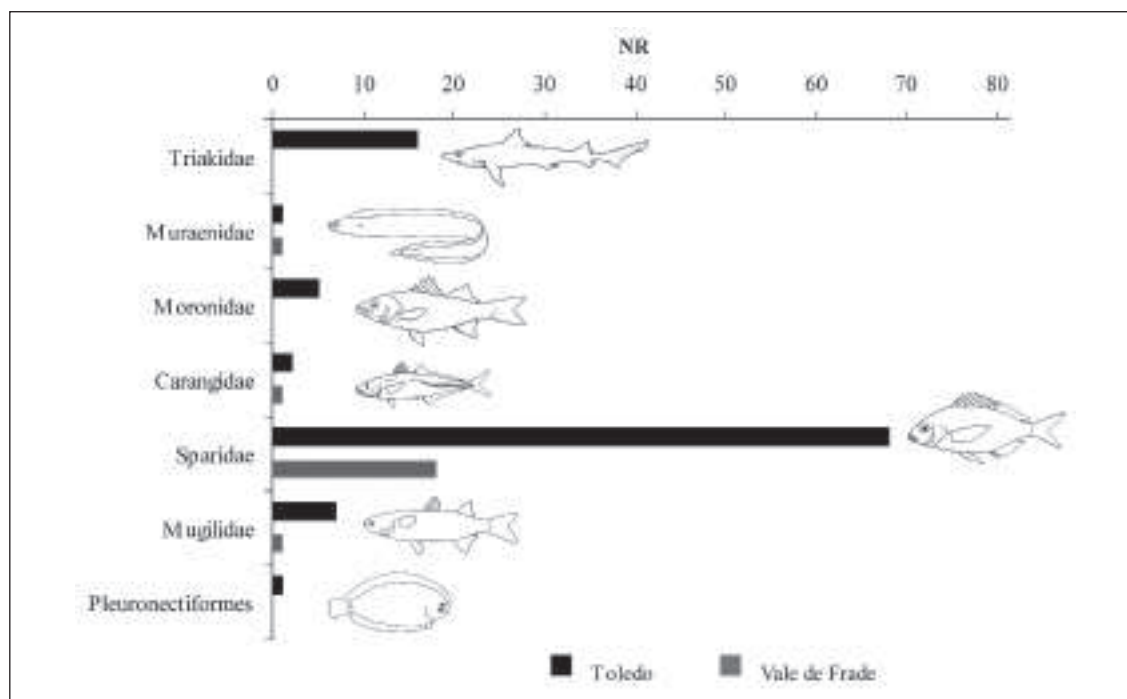 NR
0 10 20 30 40 50 60 70 80
Triakidae
Muraenidae
Moronidae
Carangidae
Sparidae
Mugilidae
Pleuronectiformes
Toledo Vale de Frade